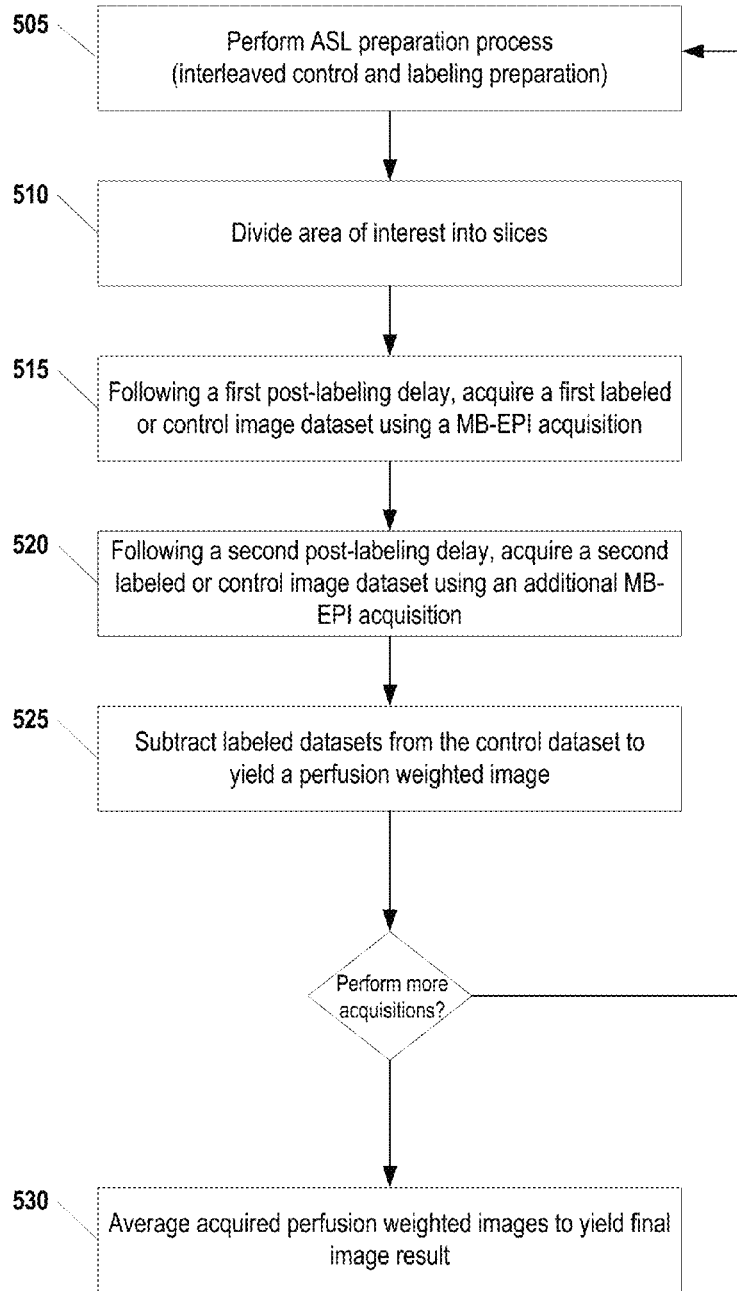 505
Perform ASL preparation process
(interleaved control and labeling preparation)
510
Divide area of interest into slices
515
Following a first post-labeling delay, acquire a first labeled
or control image dataset using a MB-EPI acquisition
520
Following a second post-labeling delay, acquire a second
labeled or control image dataset using an additional MB-
EPI acquisition
525
Subtract labeled datasets from the control dataset to
yield a perfusion weighted image
Perform more
acquisitions?
530
Average acquired perfusion weighted images to yield final
image result